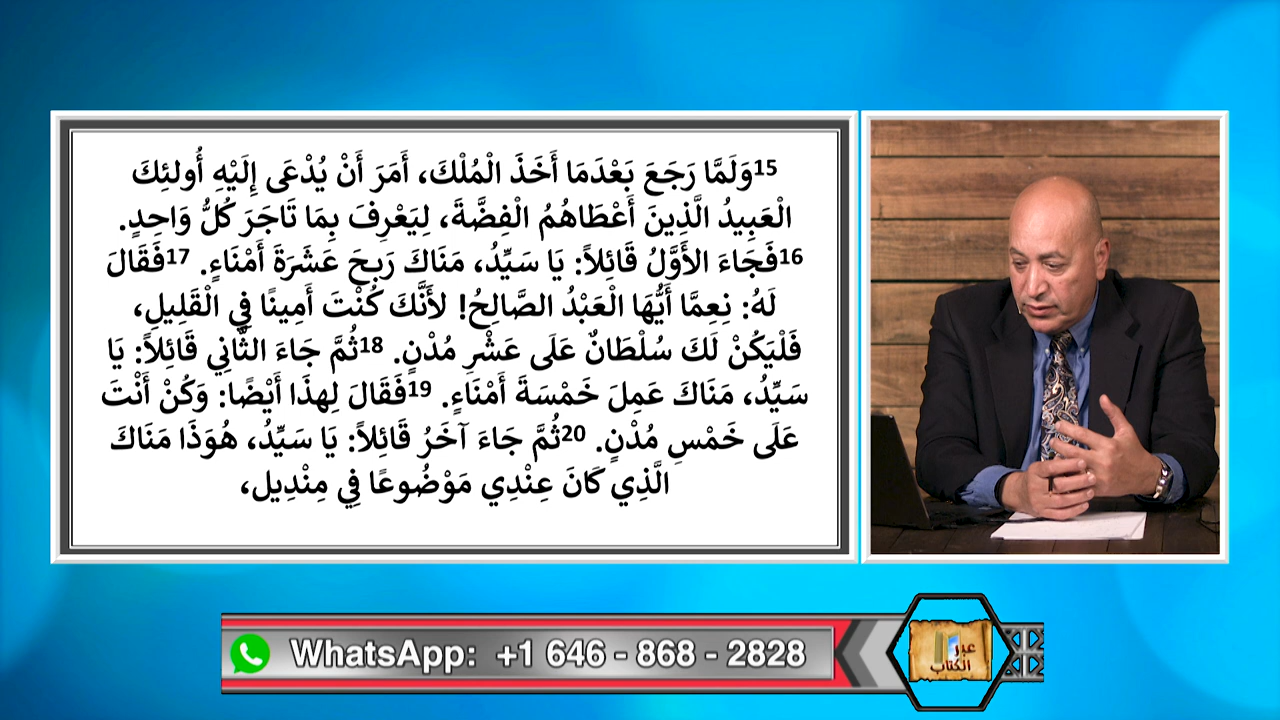 15وَلَمَّا رَجَعَ بَعْدَمَا أَخَذَ الْمُلْكَ، أَمَرَ أَنْ يُدْعَى إِلَيْهِ أُولئِكَ
الْعَبِيدُ الَّذِينَ أَعْطَاهُمُ الْفِضَّةَ، لِيَعْرِفَ بِمَا تَاجَرَ كُلُّ وَاحِدٍ.
16فَجَاءَ الأَوَّلُ قَائِلاً: يَا سَيِّدُ، مَنَاكَ رَبِحَ عَشَرَةَ أَمْنَاءٍ. 17فَقَالَ
لَهُ: نِعِمَّا أَيُّهَا الْعَبْدُ الصَّالِحُ! لأَنَّكَ كُنْتَ أَمِينًا فِي الْقَلِيلِ،
فَلْيَكُنْ لَكَ سُلْطَانٌ عَلَى عَشْرِ مُدْنٍ. 18ثُمَّ جَاءَ الثَّانِي قَائِلاً: يَا
سَيِّدُ، مَنَاكَ عَمِلَ خَمْسَةَ أَمْنَاءٍ. 19فَقَالَ لِهذَا أَيْضًا: وَكُنْ أَنْتَ
عَلَى خَمْسِ مُدْنٍ. 20ثُمَّ جَاءَ آخَرُ قَائِلاً: يَا سَيِّدُ، هُوَذَا مَنَاكَ
الَّذِي كَانَ عِنْدِي مَوْضُوعًا فِي مِنْدِيل،
WhatsApp: +1 646 - 868 - 2828
عبر
الكتاب